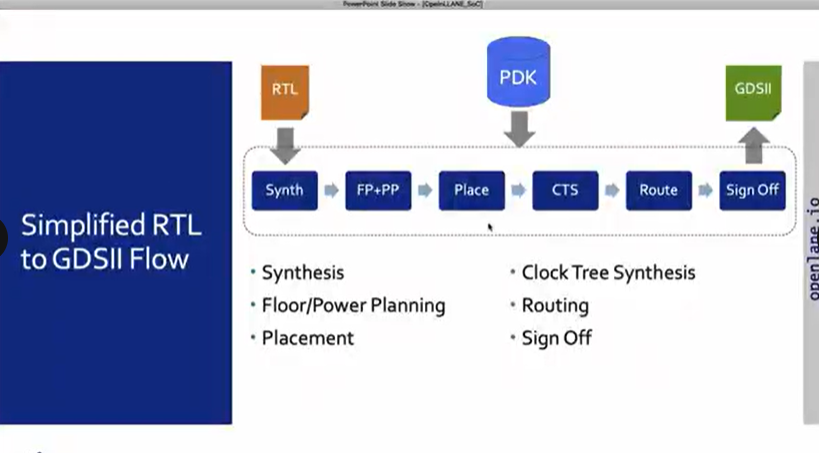 PowerPoint Slide Show - [OpenLLANE_SoC]
RTL
PDK
GDSII
Synth
FP+PP
Place
CTS
Route
Sign Off
Simplified RTL
to GDSII Flow
• Synthesis
• Floor/Power Planning
• Placement
• Clock Tree Synthesis
• Routing
• Sign Off
openlane.io